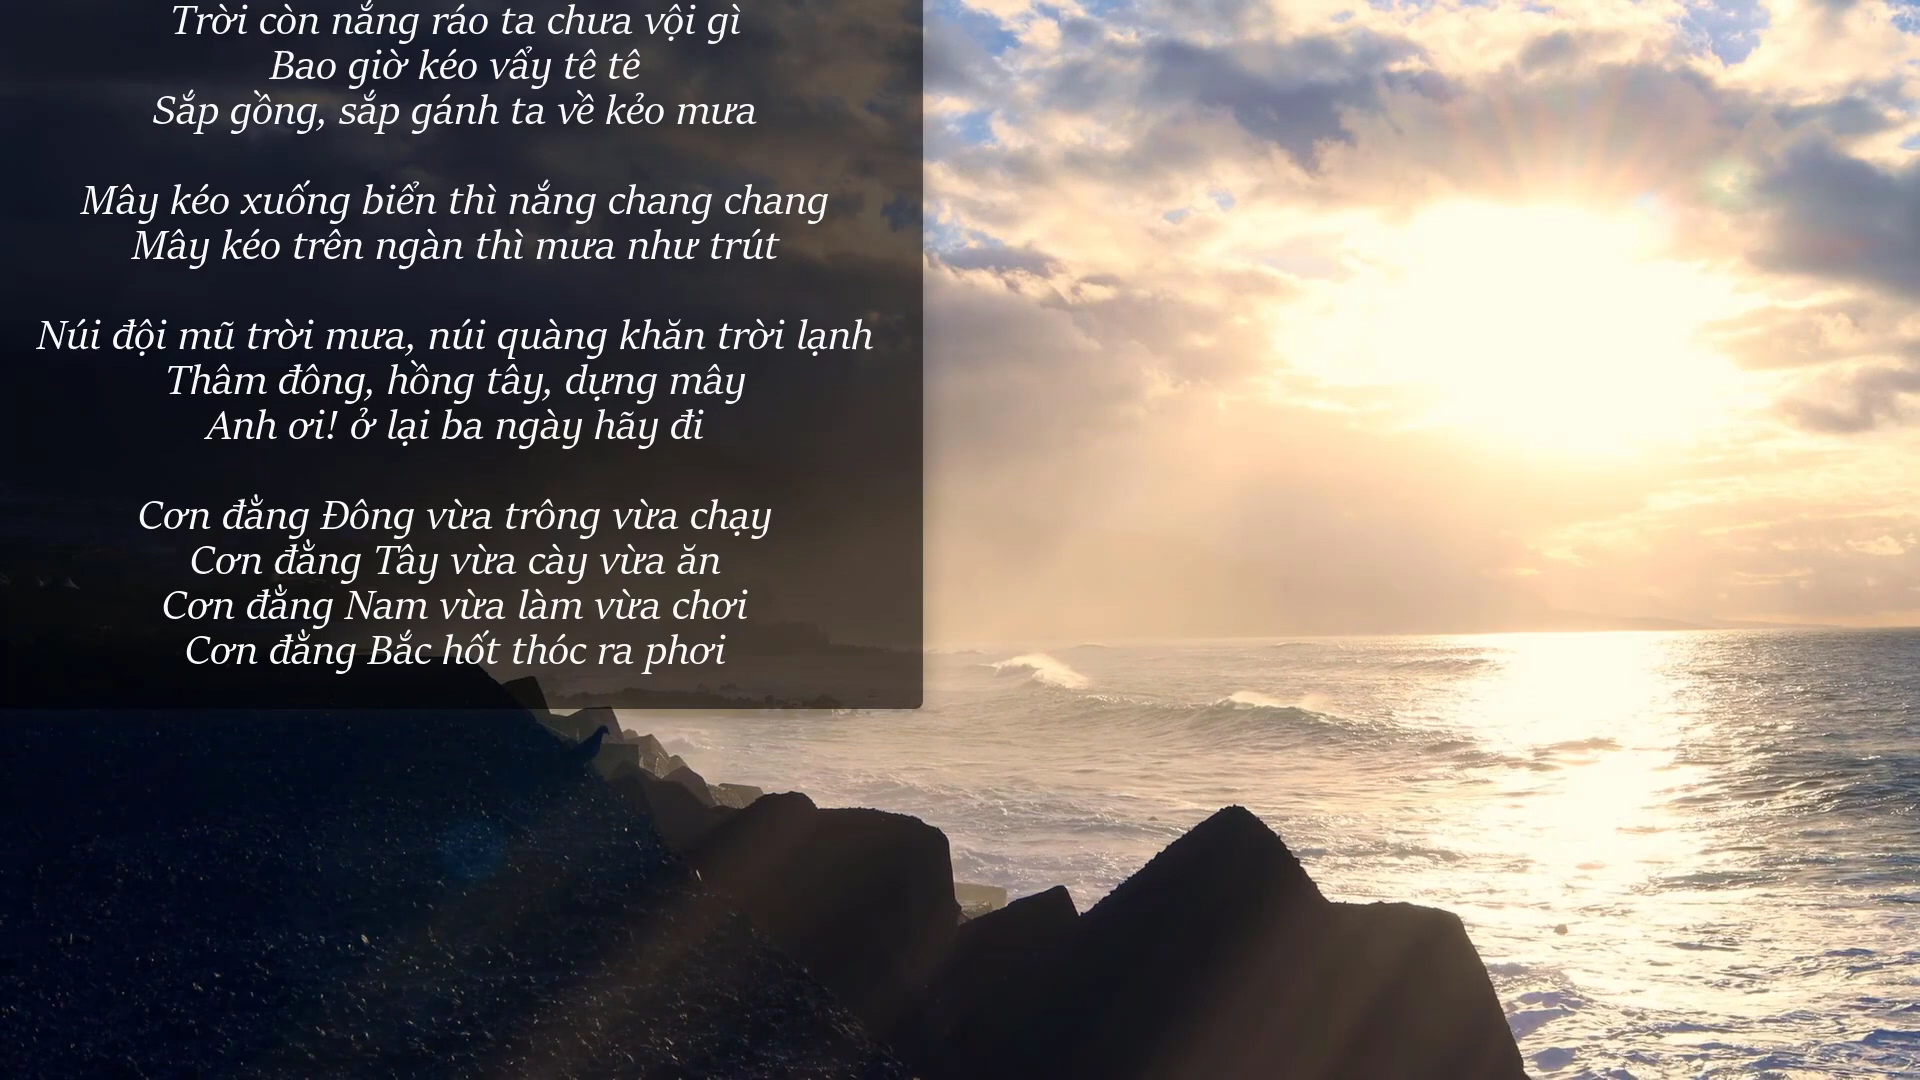 Trời còn nắng ráo ta chưa vội gì
Bao giờ kéo vẩy tê tê
Sắp gồng, sắp gánh ta về kẻo mưa
Mây kéo xuống biển thì nắng chang chang
Mây kéo trên ngàn thì mưa như trút
Núi đội mũ trời mưa, núi quàng khăn trời lạnh
Thâm đông, hồng tây, dựng mây
Anh ơi! ở lại ba ngày hãy đi
Cơn đằng Đông vừa trông vừa chạy
Cơn đằng Tây vừa cày vừa ăn
Cơn đằng Nam vừa làm vừa chơi
Cơn đằng Bắc hốt thóc ra phơi